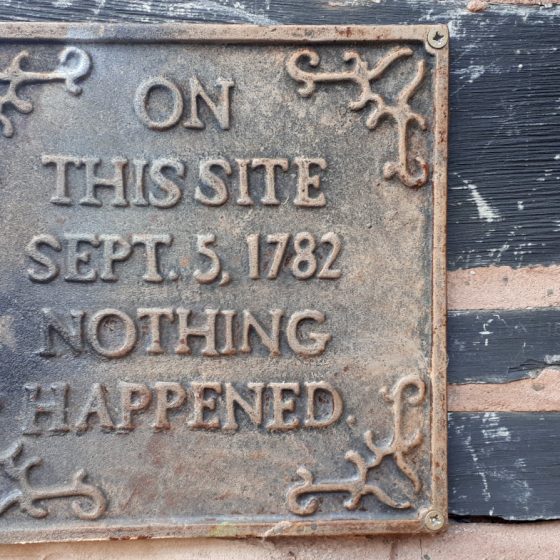 ON
THIS SITE
SEPT. 5, 1782
NOTHING
HAPPENED.